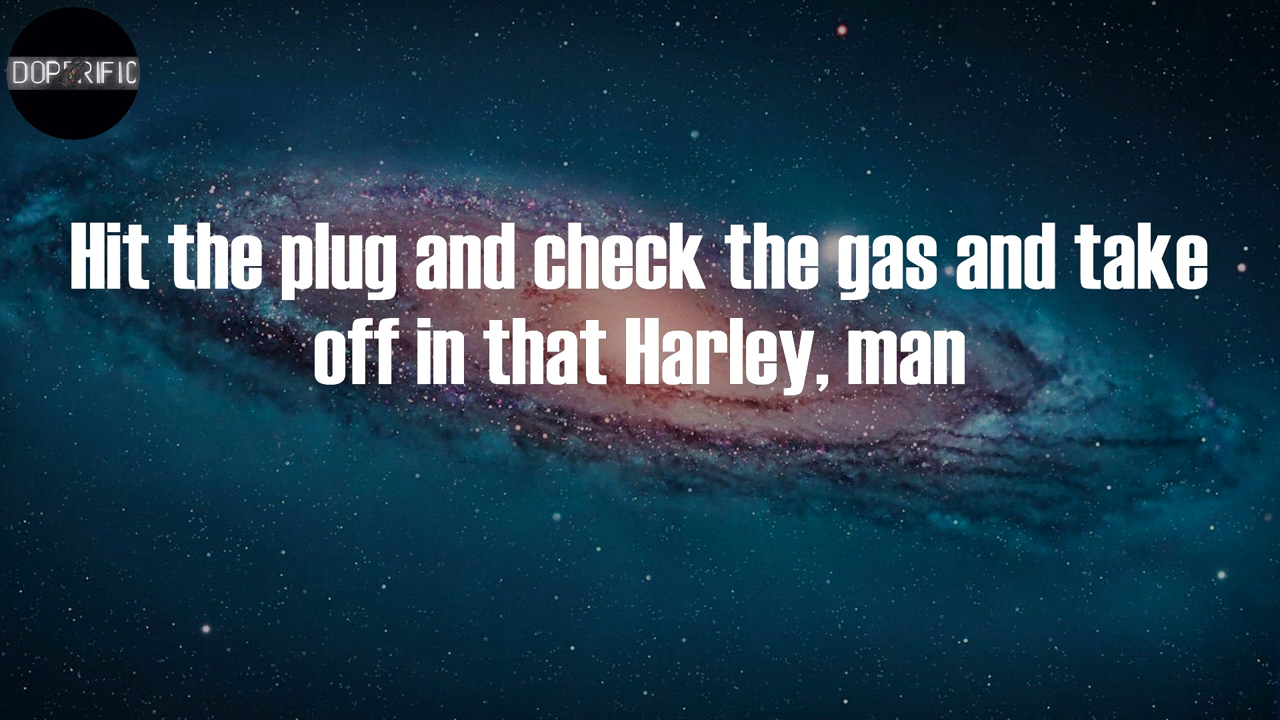 DOPERIFIC
Hit the plug and check the gas and take
off in that Harley, man